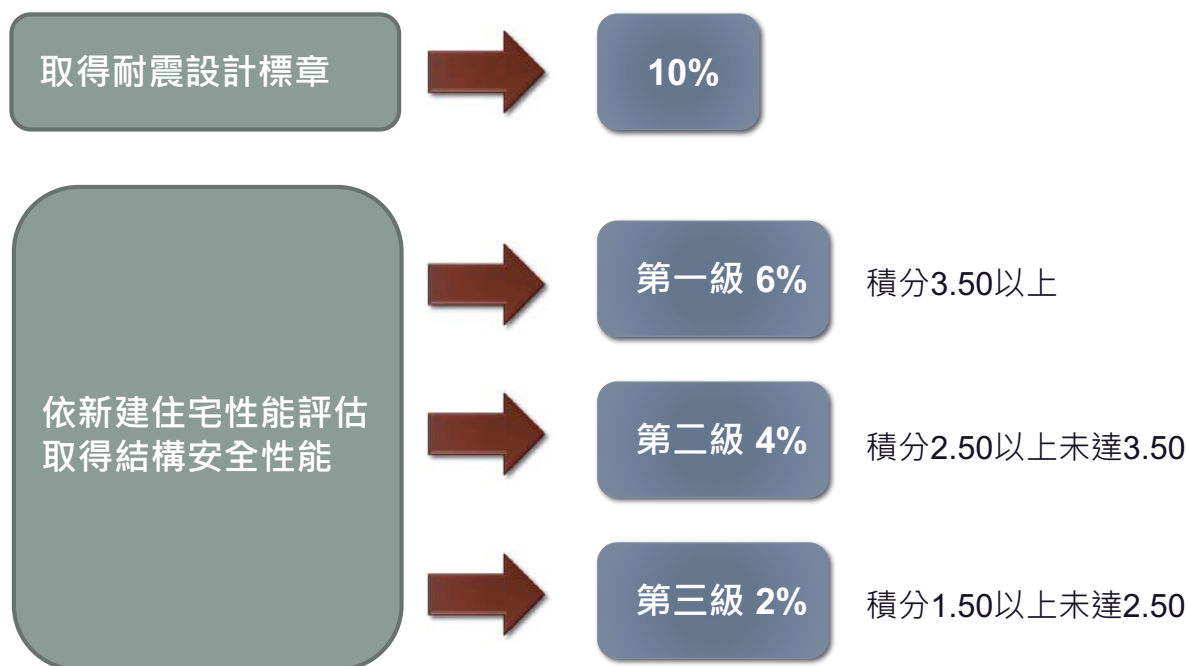 取得耐震設計標章
10%
第一級 6%
積分3.50以上
依新建住宅性能評估
取得結構安全性能
第二級 4%
積分2.50以上未達3.50
第三級 2%
積分1.50以上未達2.50